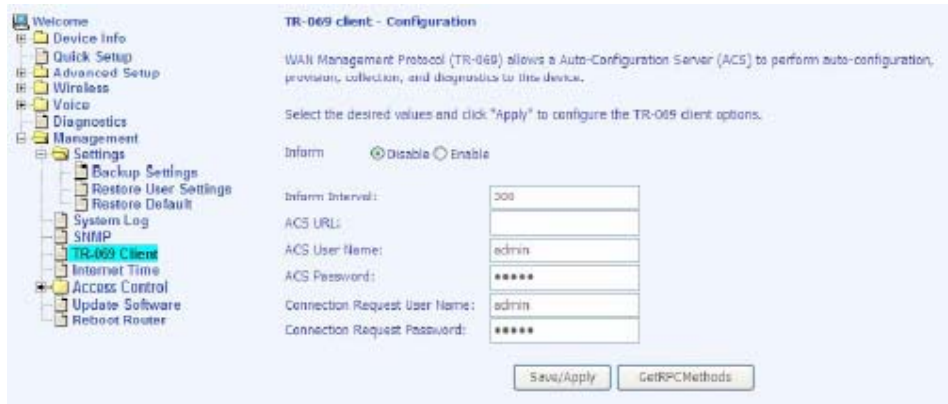 Welcome
Device Info
Quick Setup
Advanced Setup
Wireless
Voice
Diagnostics
Management
Settings
Backup Settings
Restore User Settings
Restore Default
System Log
SNMP
TR-069 Client
Internet Time
Access Control
Update Software
Reboot Router
TR-069 client - Configuration
WAN Management Protocol (TR-069) allows a Auto-Configuration Server (ACS) to perform auto-configuration,
provision, collection, and diagnostics to this device.
Select the desired values and click "Apply" to configure the TR-069 client options.
Inform Disable Enable
Inform Interval: 300
ACS URL:
ACS User Name: admin
ACS Password: •••••
Connection Request User Name: admin
Connection Request Password: •••••
Save/Apply GetRPCMethods